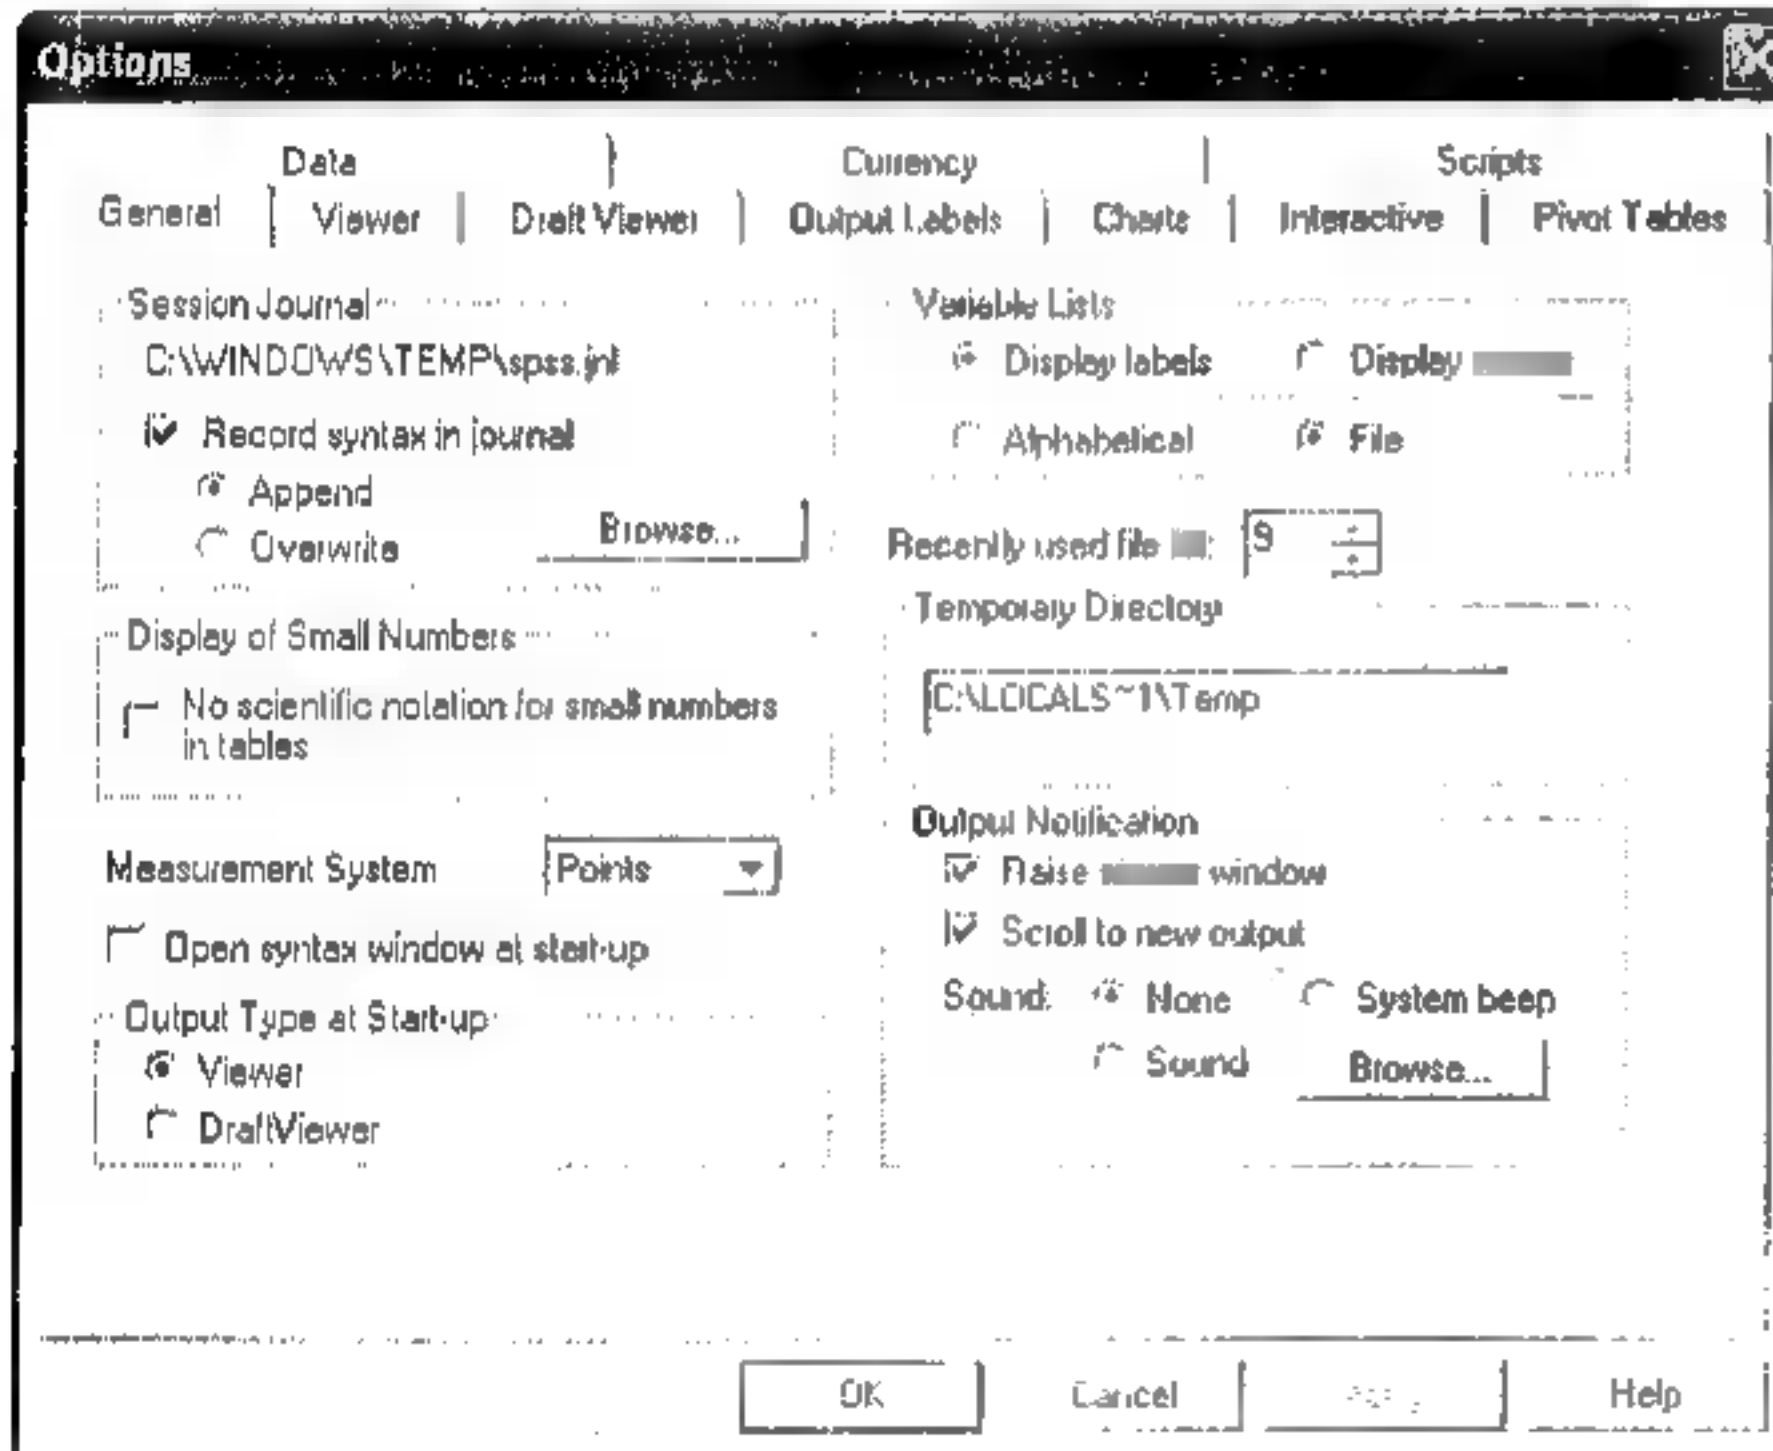 Options
Data Currency Scripts
General Viewer Draft Viewer Output Labels Charts Interactive Pivot Tables
Session Journal
C:\WINDOWS\TEMP\spss.jnl
Record syntax in journal
Append
Overwrite
Browse...
Display of Small Numbers
No scientific notation for small numbers
in tables
Measurement System Points
Open syntax window at start-up
Output Type at Start-up
Viewer
Draft Viewer
Variable Lists
Display labels Display
Alphabetical File
Recently used file : 9
Temporary Directory
C:\LOCALS~1\Temp
Output Notification
Raise window
Scroll to new output
Sound: None System beep
Sound Browse...
OK Cancel Help